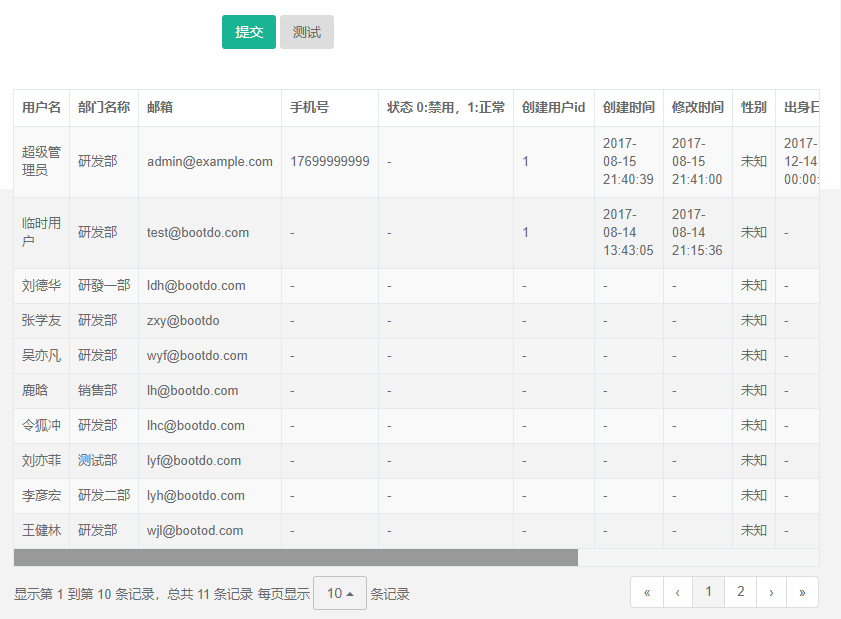 提交 测试
用户名 部门名称 邮箱 手机号 状态 0:禁用，1:正常 创建用户id 创建时间 修改时间 性别 出身日
超级管理员 研发部 admin@example.com 17699999999 - 1 2017-08-15 21:40:39 2017-08-15 21:41:00 未知 2017-12-14 00:00:
临时用户 研发部 test@bootdo.com - - 1 2017-08-14 13:43:05 2017-08-14 21:15:36 未知 -
刘德华 研發一部 ldh@bootdo.com - - - - - 未知 -
张学友 研发部 zxy@bootdo - - - - - 未知 -
吴亦凡 研发部 wyf@bootdo.com - - - - - 未知 -
鹿晗 销售部 lh@bootdo.com - - - - - 未知 -
令狐冲 研发部 lhc@bootdo.com - - - - - 未知 -
刘亦菲 测试部 lyf@bootdo.com - - - - - 未知 -
李彦宏 研发二部 lyh@bootdo.com - - - - - 未知 -
王健林 研发部 wjl@bootod.com - - - - - 未知 -
显示第 1 到第 10 条记录，总共 11 条记录 每页显示 10 条记录 « ‹ 1 2 › »